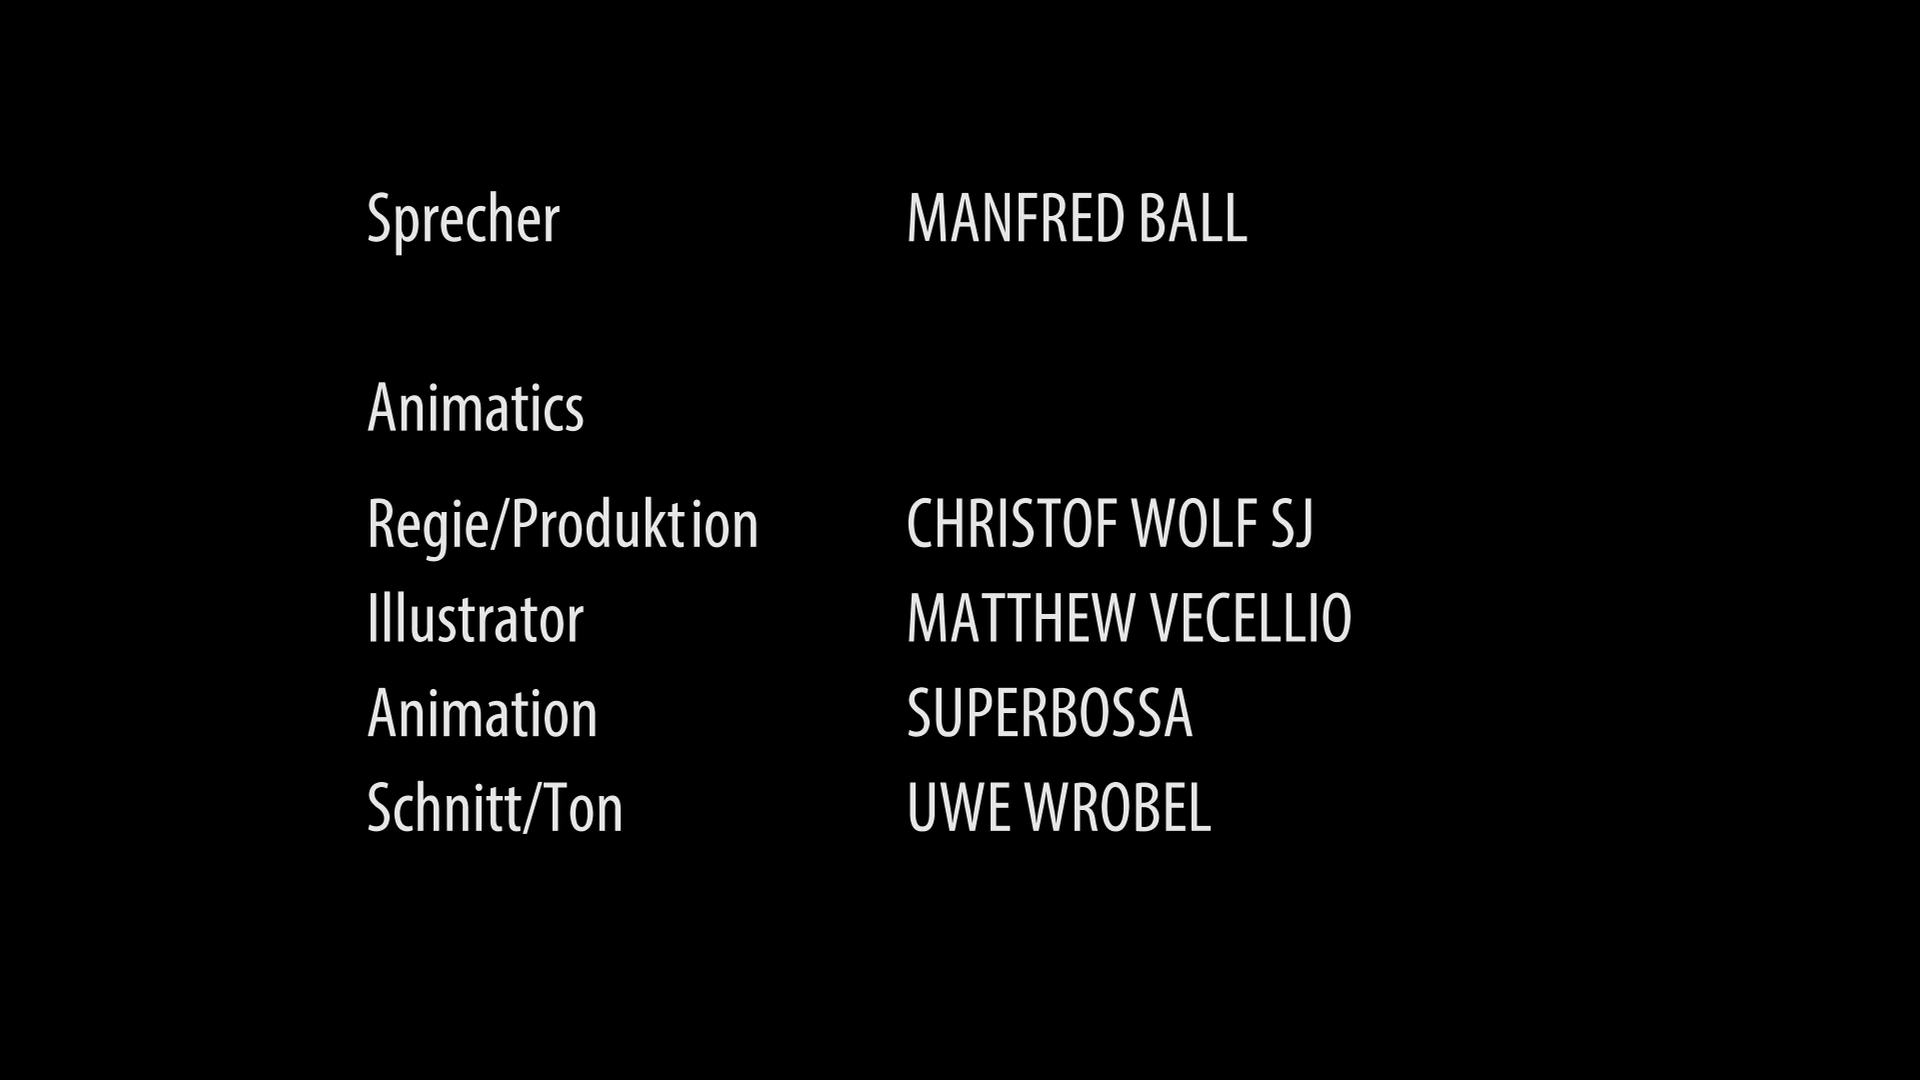 Sprecher MANFRED BALL
Animatics
Regie/Produktion CHRISTOF WOLF SJ
Illustrator MATTHEW VECELLIO
Animation SUPERBOSSA
Schnitt/Ton UWE WROBEL